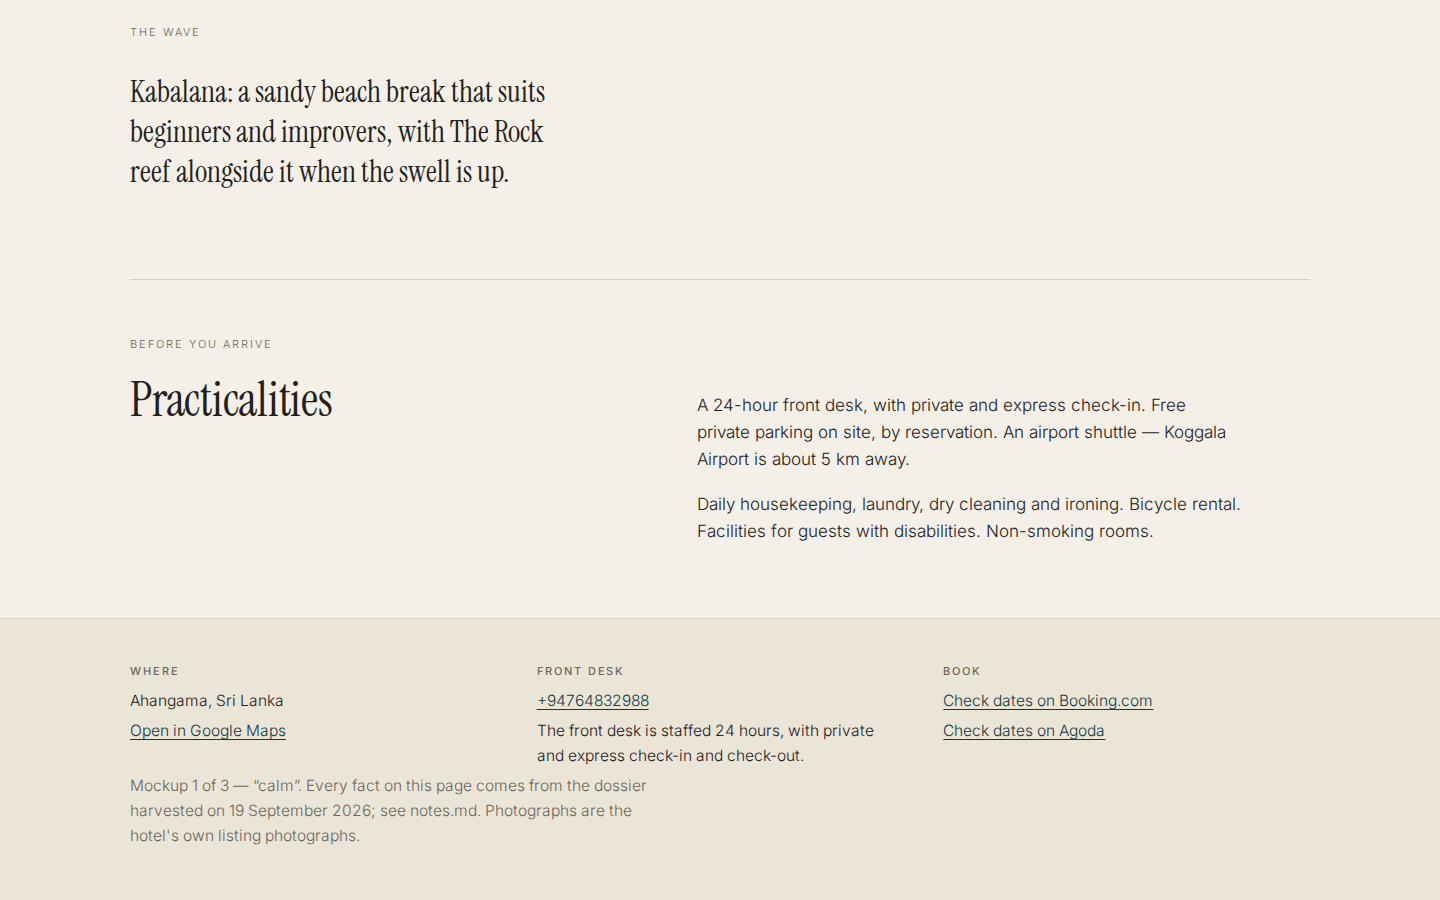 THE WAVE
Kabalana: a sandy beach break that suits
beginners and improvers, with The Rock
reef alongside it when the swell is up.
BEFORE YOU ARRIVE
Practicalities
A 24-hour front desk, with private and express check-in. Free
private parking on site, by reservation. An airport shuttle — Koggala
Airport is about 5 km away.
Daily housekeeping, laundry, dry cleaning and ironing. Bicycle rental.
Facilities for guests with disabilities. Non-smoking rooms.
WHERE
Ahangama, Sri Lanka
Open in Google Maps
FRONT DESK
+94764832988
The front desk is staffed 24 hours, with private
and express check-in and check-out.
BOOK
Check dates on Booking.com
Check dates on Agoda
Mockup 1 of 3 — “calm”. Every fact on this page comes from the dossier
harvested on 19 September 2026; see notes.md. Photographs are the
hotel's own listing photographs.